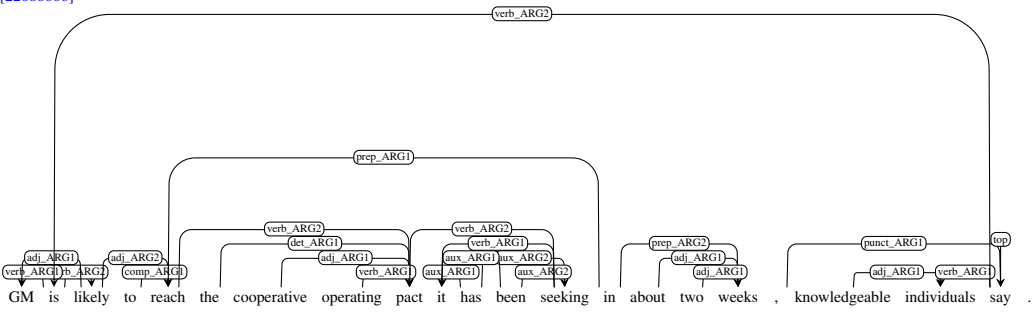 verb_ARG2
prep_ARG1
verb_ARG2 verb_ARG2
det_ARG1 verb_ARG1 prep_ARG2 punct_ARG1 top
adj_ARG1 adj_ARG2 adj_ARG1 aux_ARG1 aux_ARG2 adj_ARG1
verb_ARG1 verb_ARG2 comp_ARG1 verb_ARG1 aux_ARG1 aux_ARG2 adj_ARG1 adj_ARG1 verb_ARG1
GM is likely to reach the cooperative operating pact it has been seeking in about two weeks , knowledgeable individuals say .